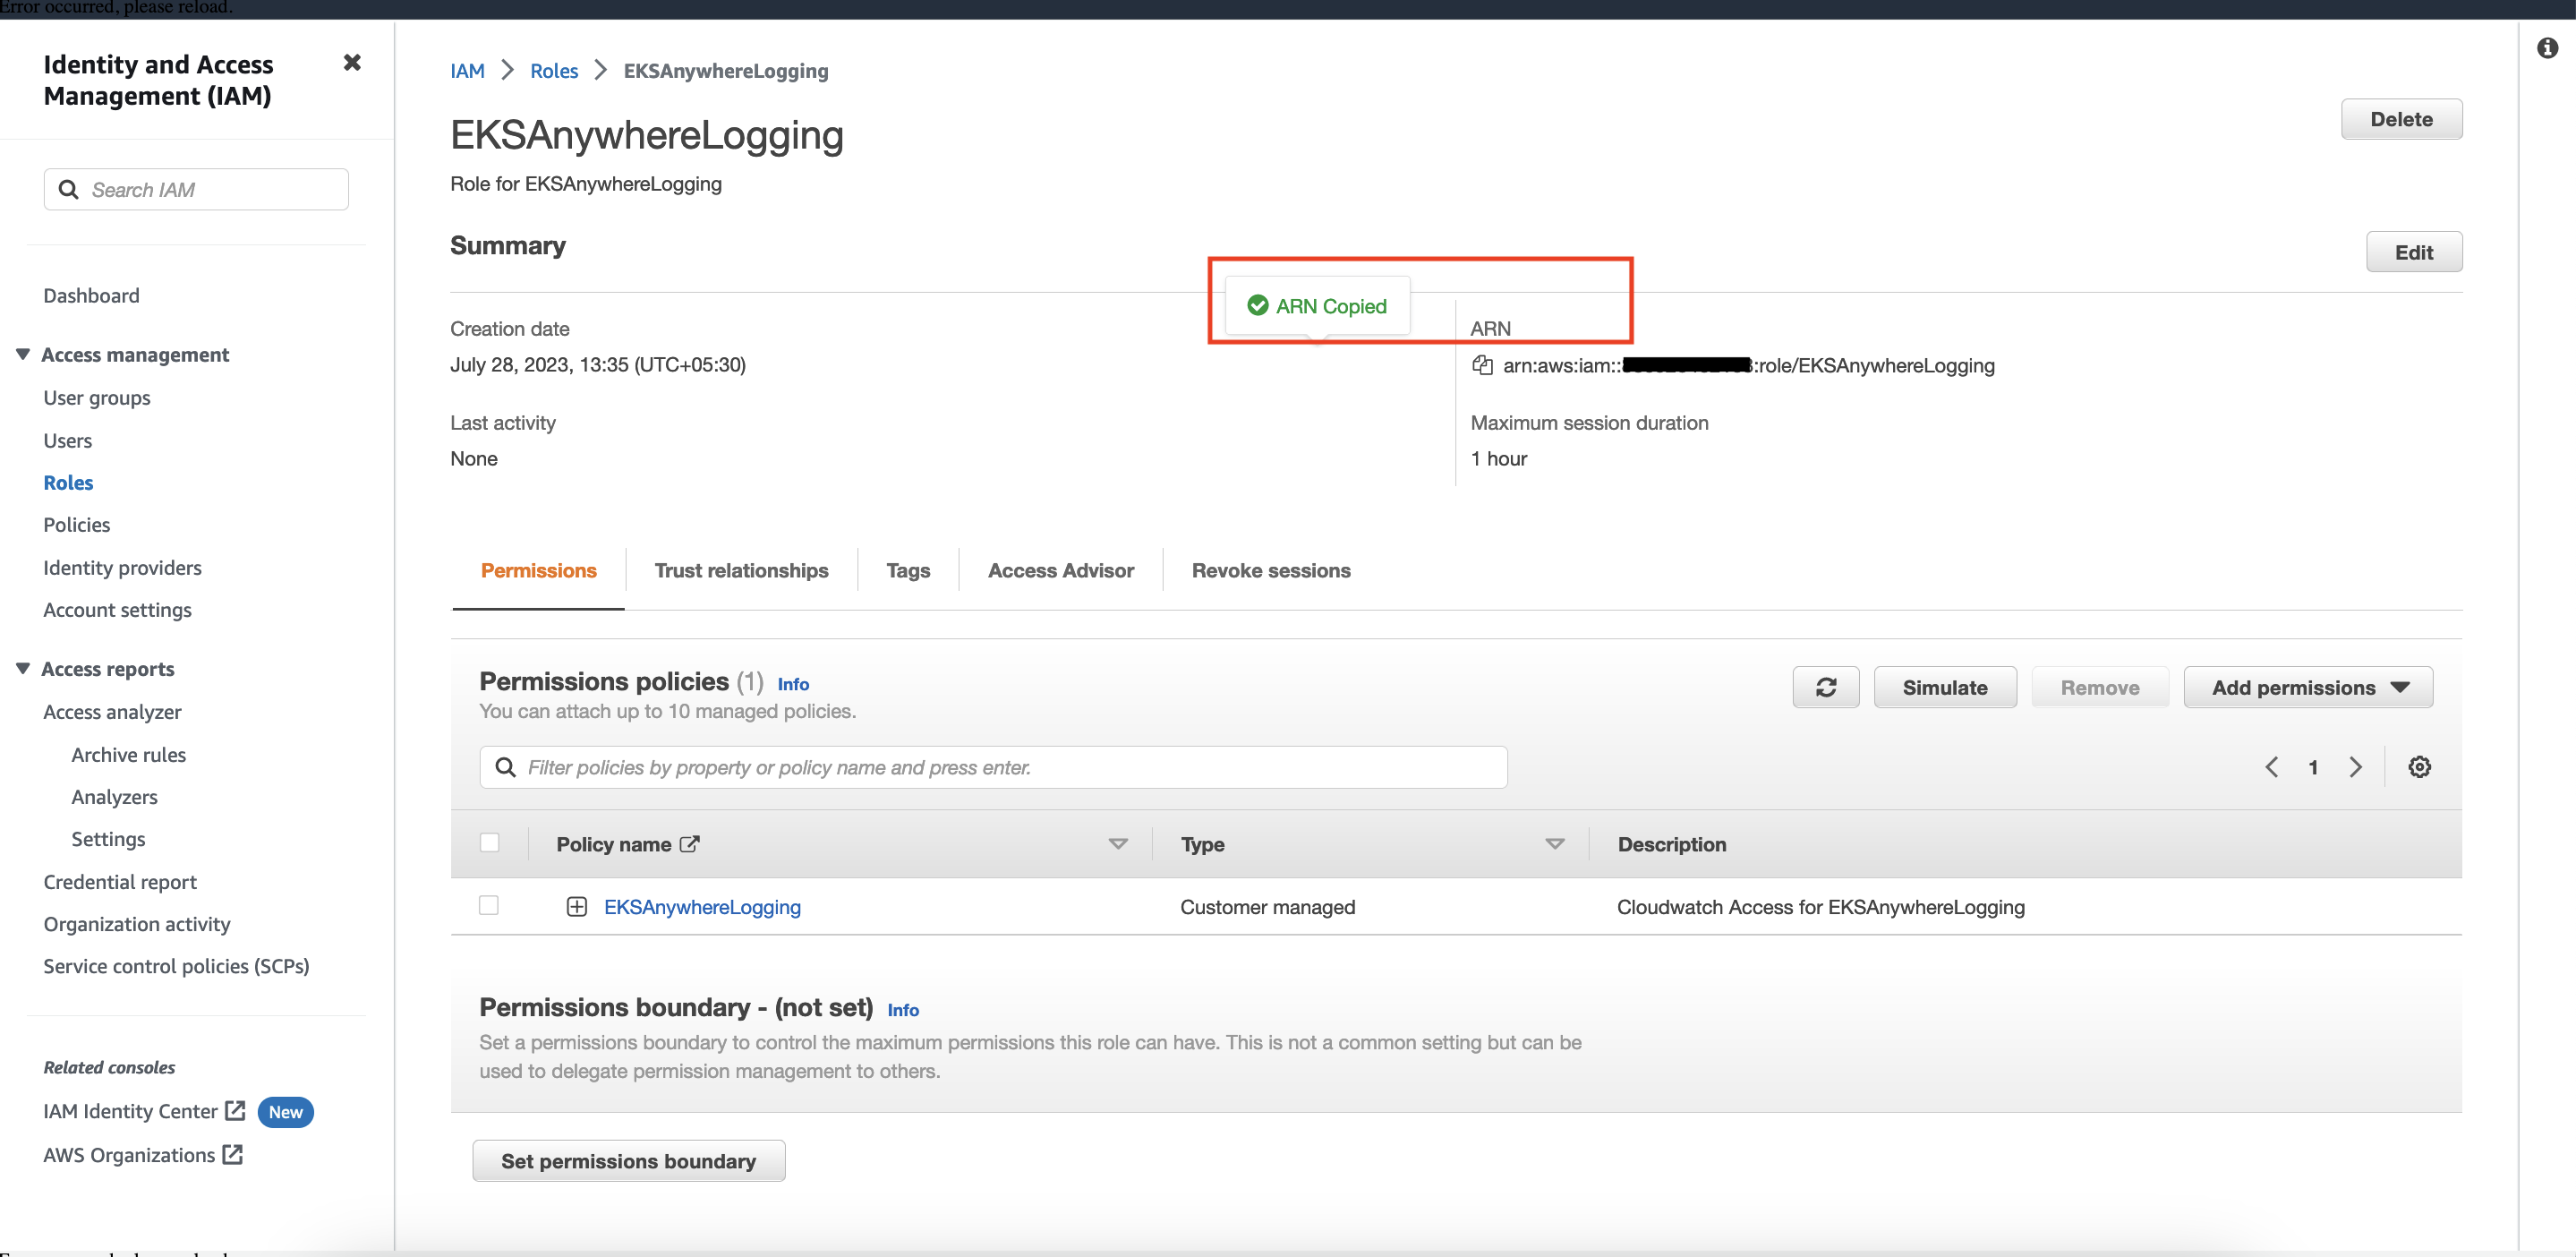 Error occurred, please reload.
Identity and Access
Management (IAM)
Search IAM
Dashboard
Access management
User groups
Users
Roles
Policies
Identity providers
Account settings
Access reports
Access analyzer
Archive rules
Analyzers
Settings
Credential report
Organization activity
Service control policies (SCPs)
Related consoles
IAM Identity Center New
AWS Organizations
IAM > Roles > EKSAnywhereLogging
EKSAnywhereLogging
Delete
Role for EKSAnywhereLogging
Summary
Edit
ARN Copied
Creation date
July 28, 2023, 13:35 (UTC+05:30)
Last activity
None
ARN
arn:aws:iam:: :role/EKSAnywhereLogging
Maximum session duration
1 hour
Permissions Trust relationships Tags Access Advisor Revoke sessions
Permissions policies (1) Info
You can attach up to 10 managed policies.
Simulate Remove Add permissions
Filter policies by property or policy name and press enter.
1
Policy name Type Description
EKSAnywhereLogging Customer managed Cloudwatch Access for EKSAnywhereLogging
Permissions boundary - (not set) Info
Set a permissions boundary to control the maximum permissions this role can have. This is not a common setting but can be
used to delegate permission management to others.
Set permissions boundary